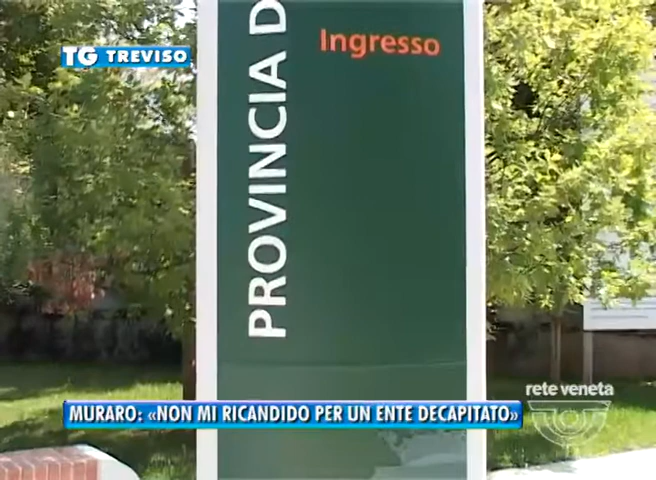 TG TREVISO
Ingresso
PROVINCIA D
rete veneta
MURARO: «NON MI RICANDIDO PER UN ENTE DECAPITATO»